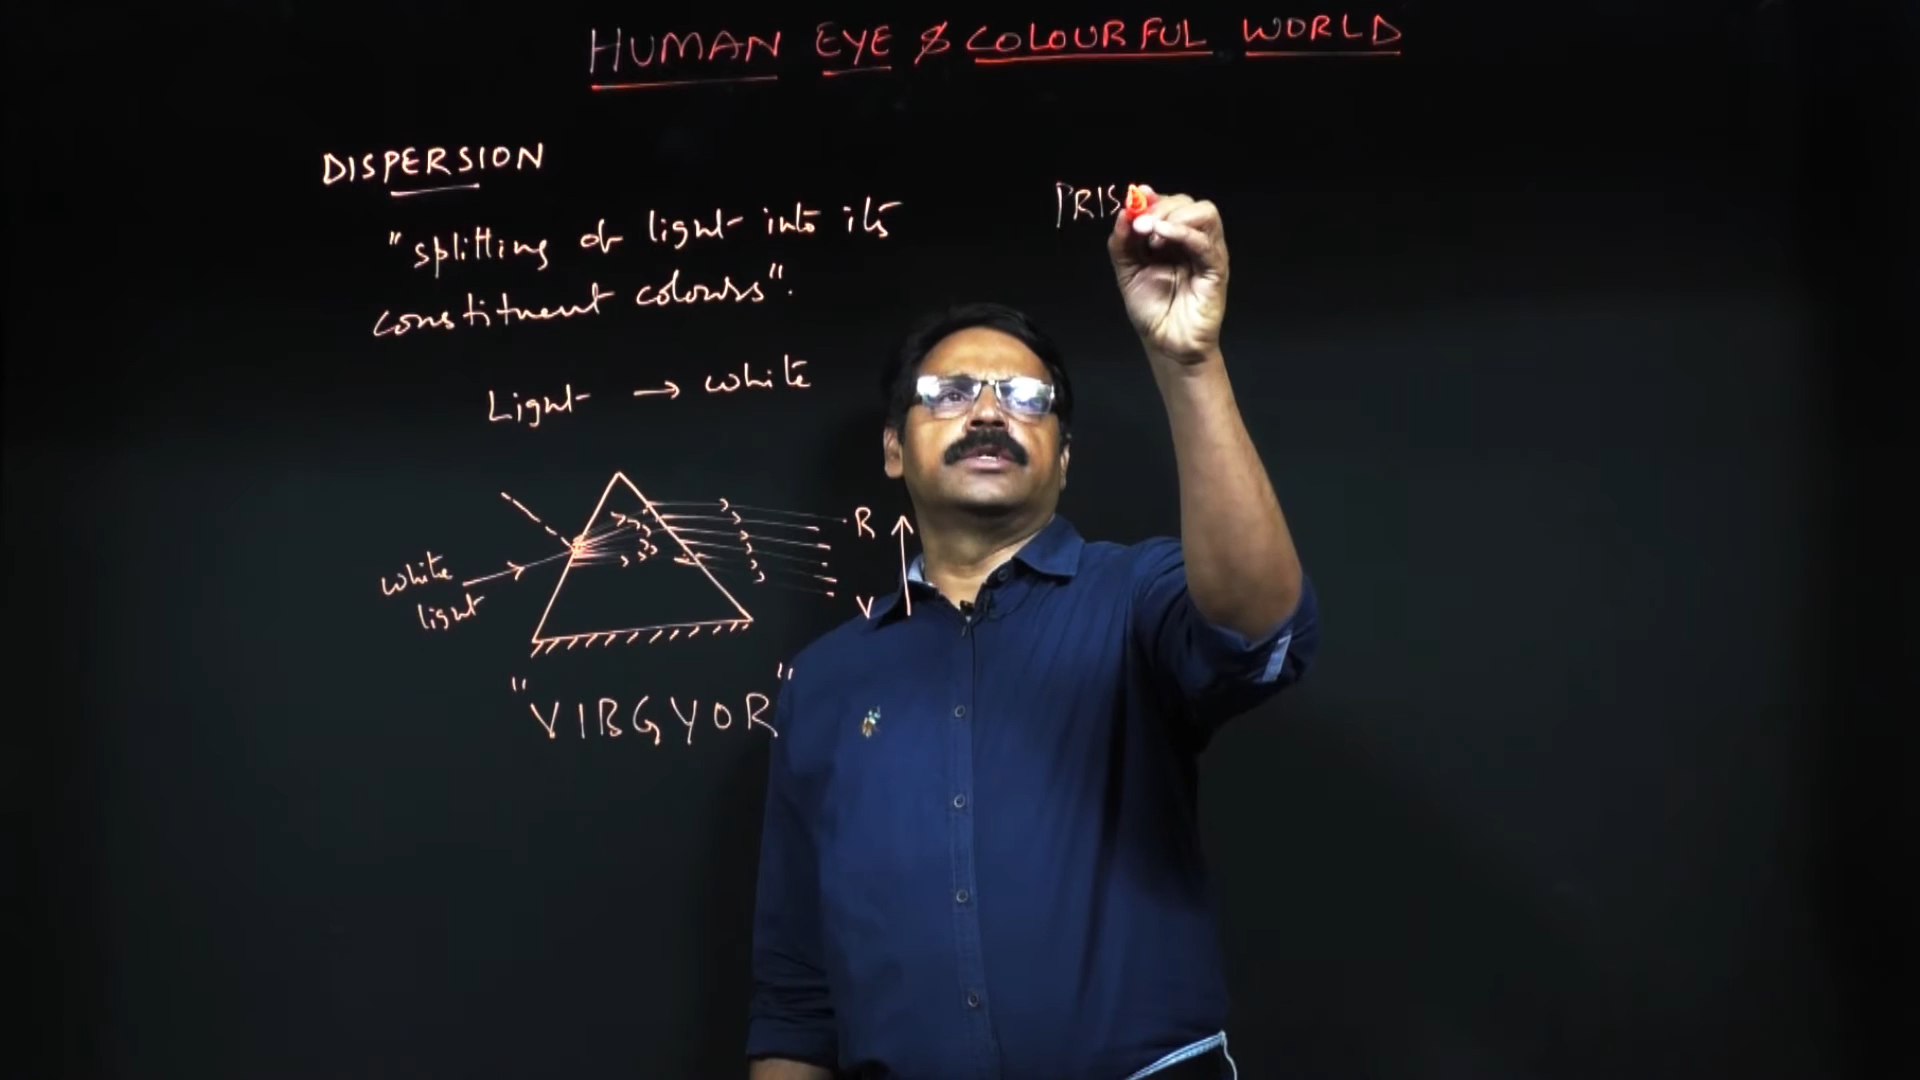 HUMAN EYE & COLOURFUL WORLD
DISPERSION
"splitting of light into its
constituent colours".
Light → white
white
light
R
V
"VIBGYOR"
PRIS